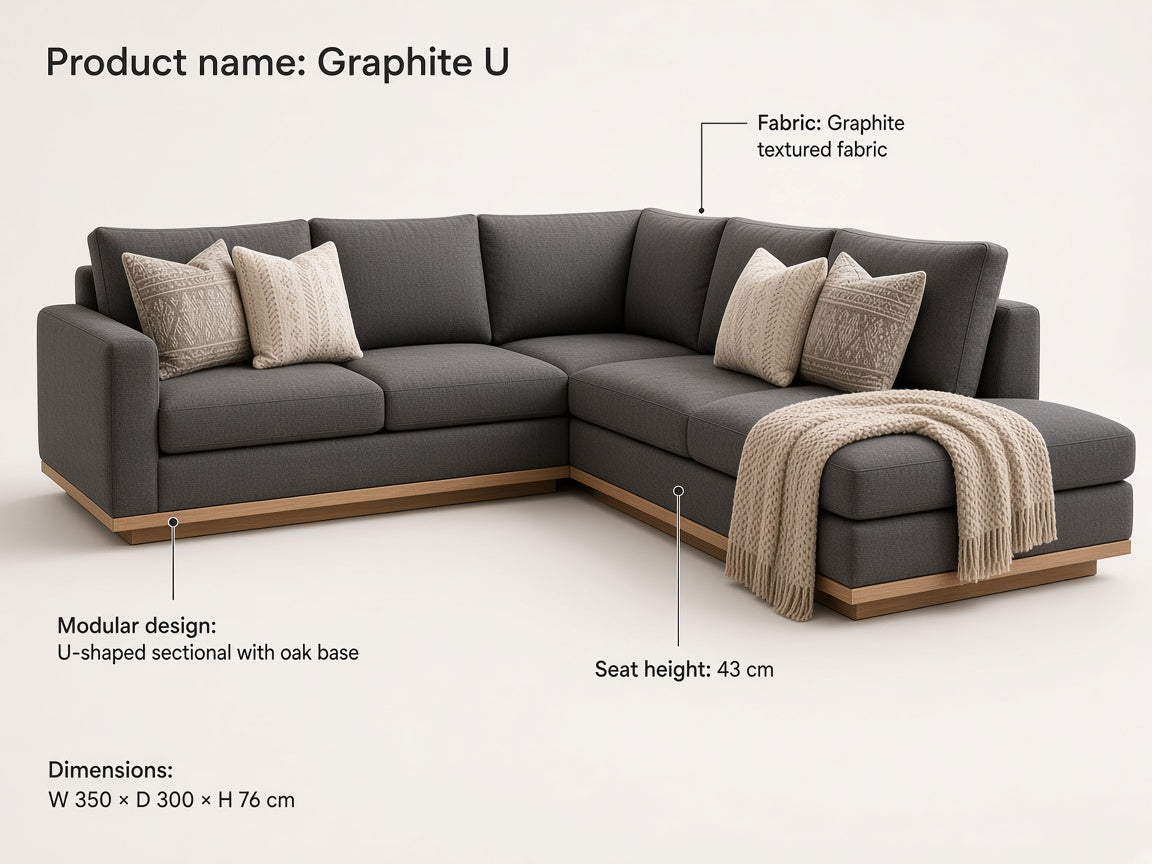 Product name: Graphite U
Fabric: Graphite
textured fabric
Modular design:
U-shaped sectional with oak base
Seat height: 43 cm
Dimensions:
W 350 × D 300 × H 76 cm